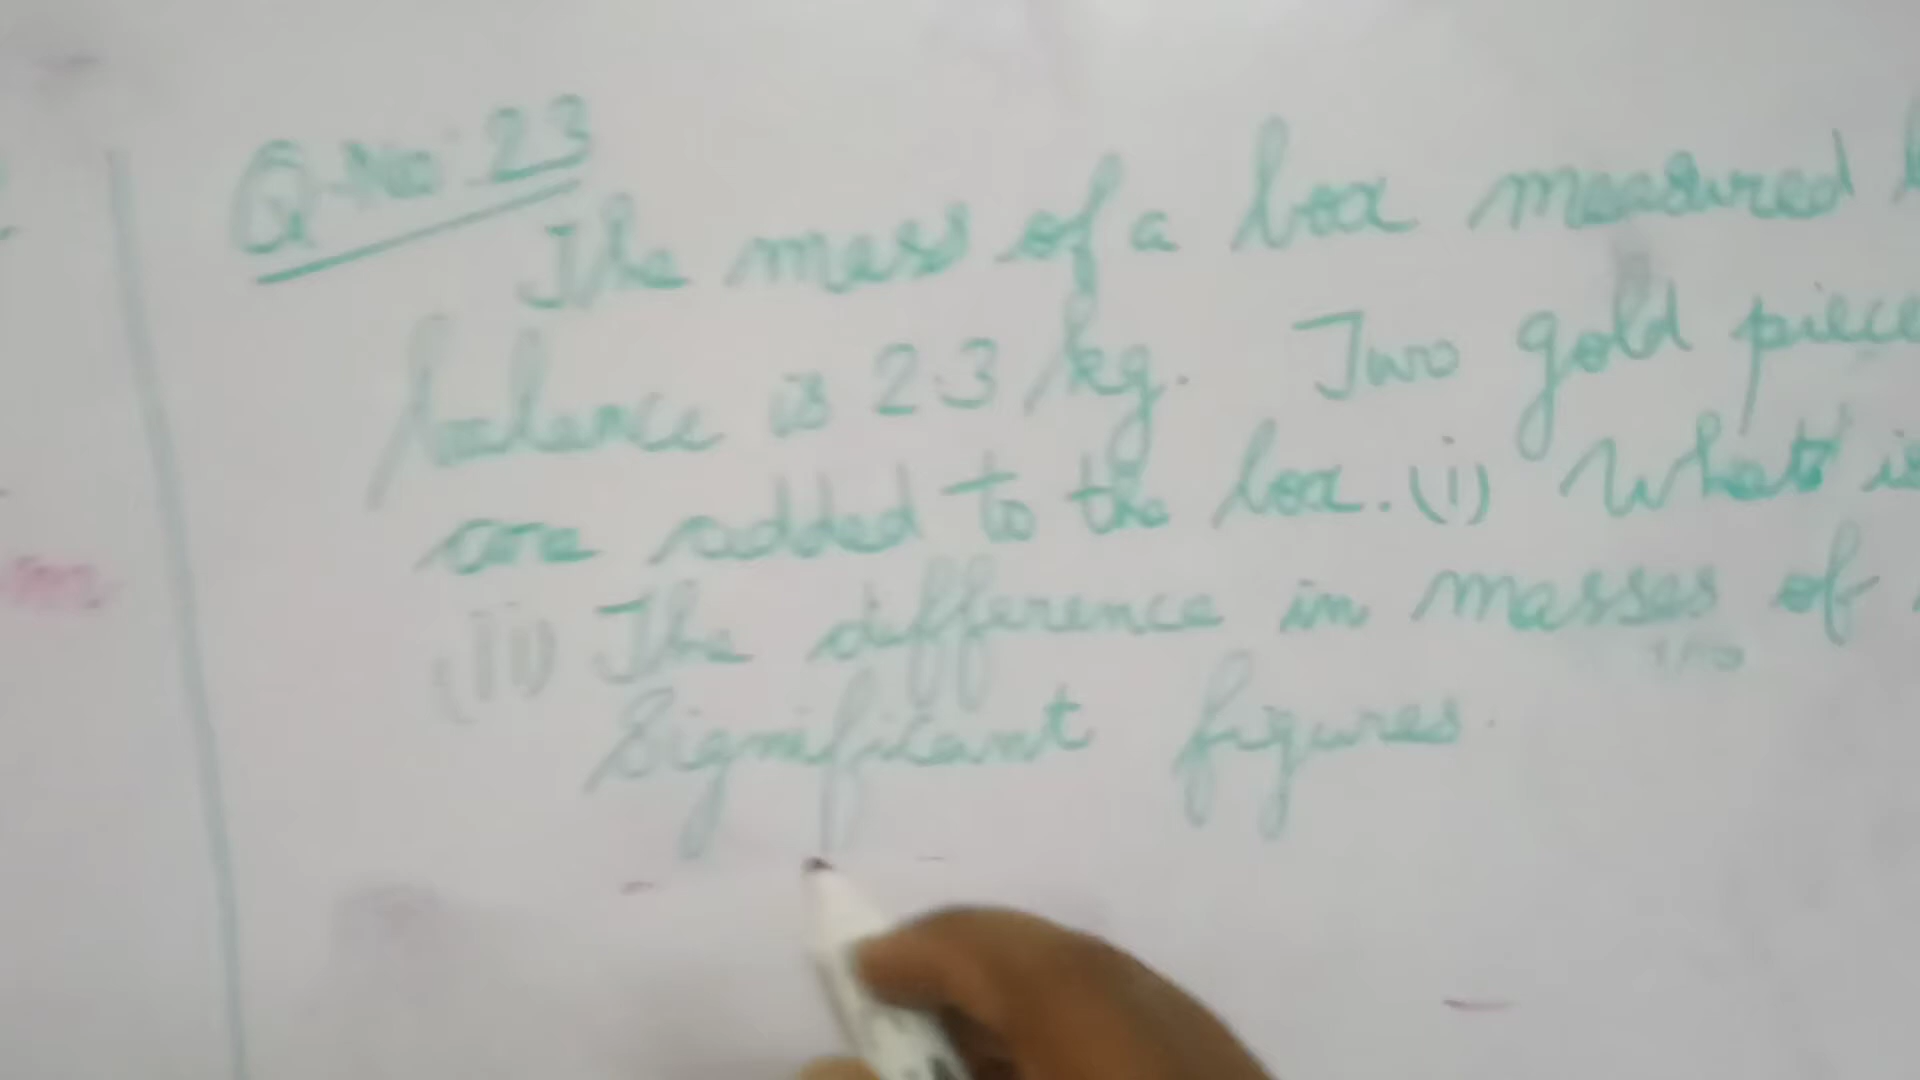 Q. No 23
The mass of a box measured
balance is 2.3 kg. Two gold piece
are added to the box. (i) What is
(ii) The difference in masses of
Significant figures.